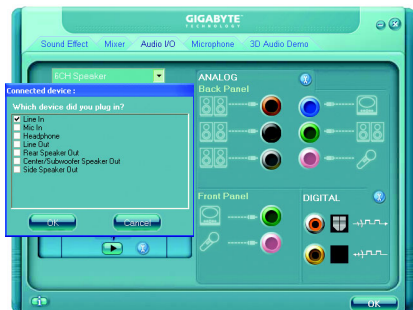 GIGABYTE
TECHNOLOGY
Sound Effect Mixer Audio I/O Microphone 3D Audio Demo
6CH Speaker
ANALOG
Back Panel
Connected device :
Which device did you plug in?
Line In
Mic In
Headphone
Line Out
Rear Speaker Out
Center/Subwoofer Speaker Out
Side Speaker Out
OK Cancel
Front Panel
DIGITAL
OK